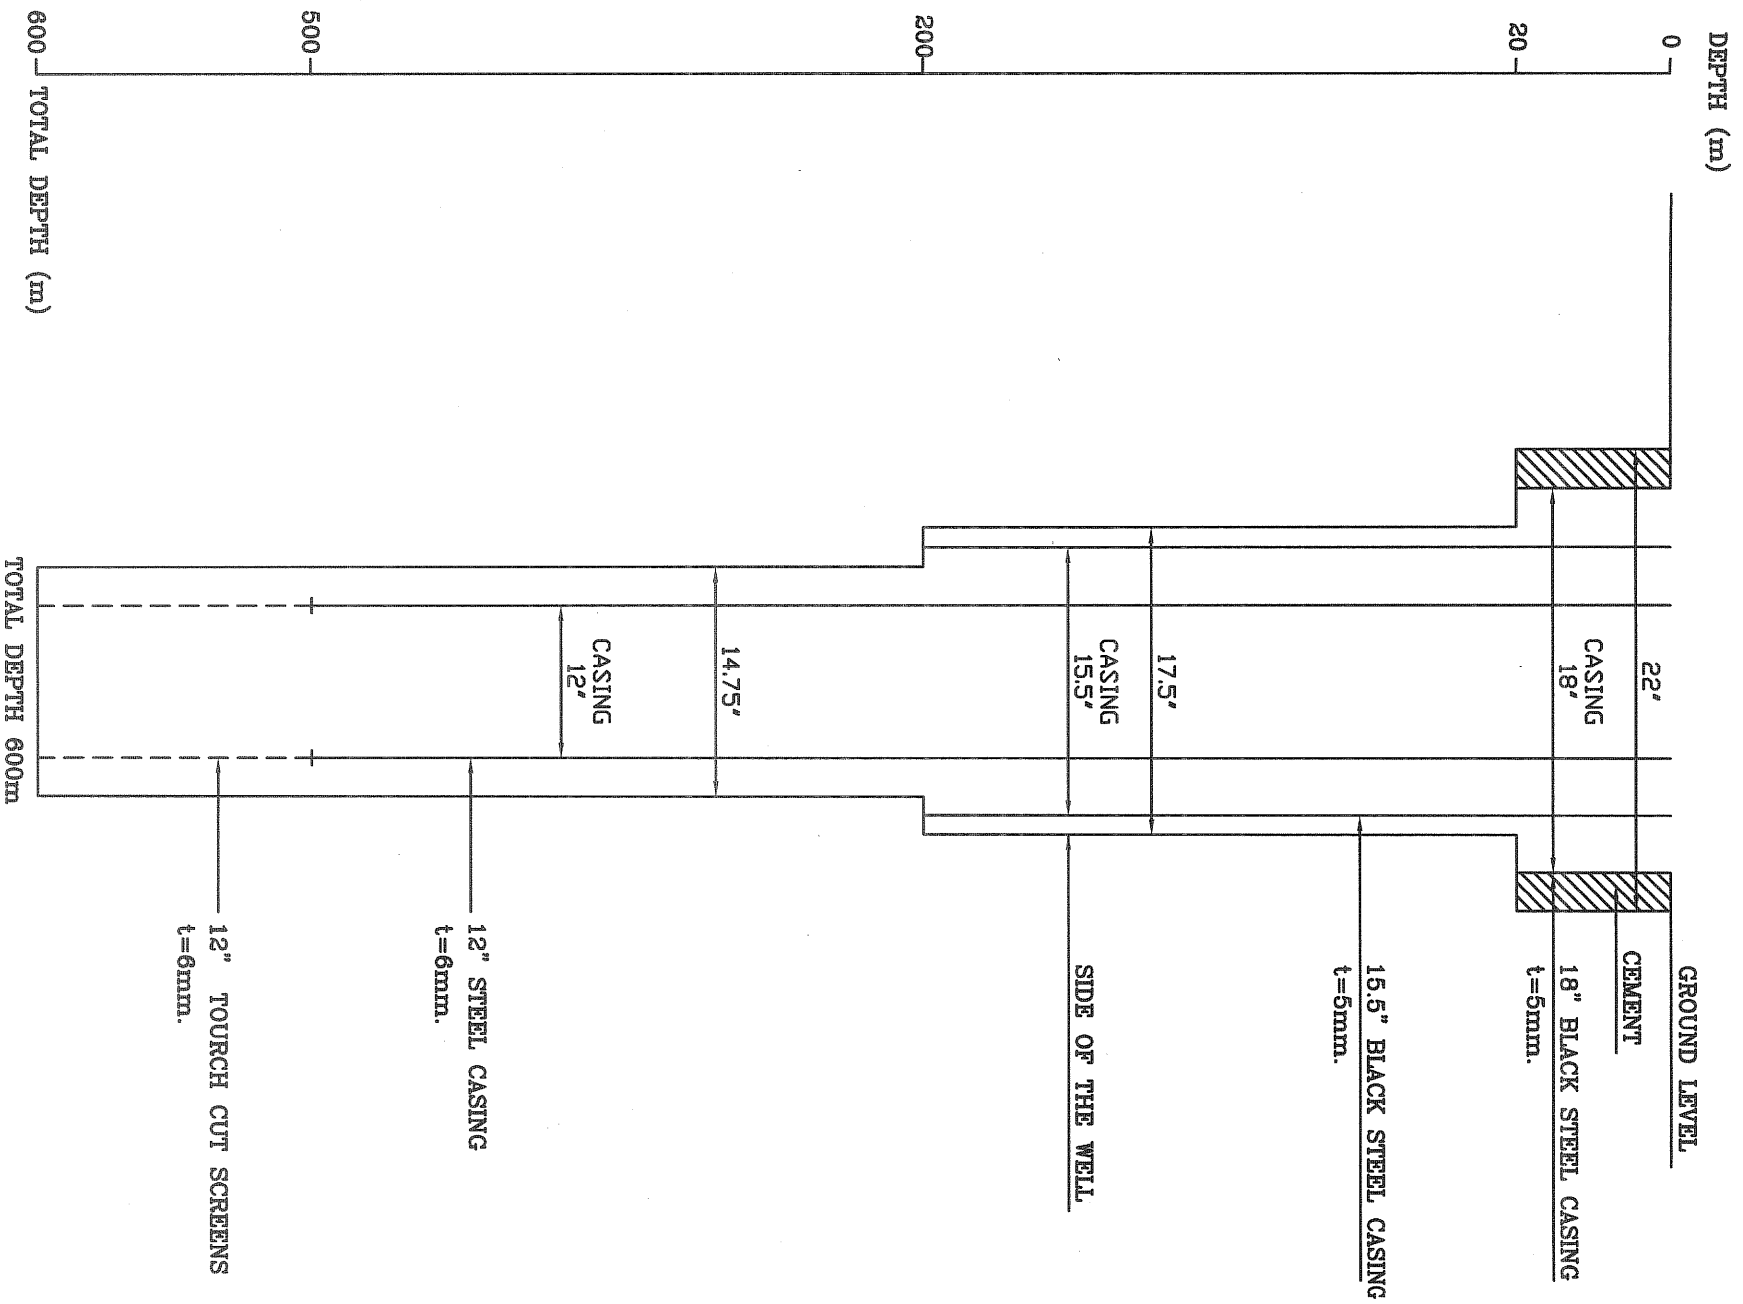 DEPTH (m)
0
20
200
500
600
TOTAL DEPTH (m)
GROUND LEVEL
22"
CEMENT
CASING
18"
18" BLACK STEEL CASING
t=5mm.
15.5" BLACK STEEL CASING
t=5mm.
17.5"
CASING
15.5"
SIDE OF THE WELL
14.75"
CASING
12"
12" STEEL CASING
t=6mm.
12" TOURCH CUT SCREENS
t=6mm.
TOTAL DEPTH 600m